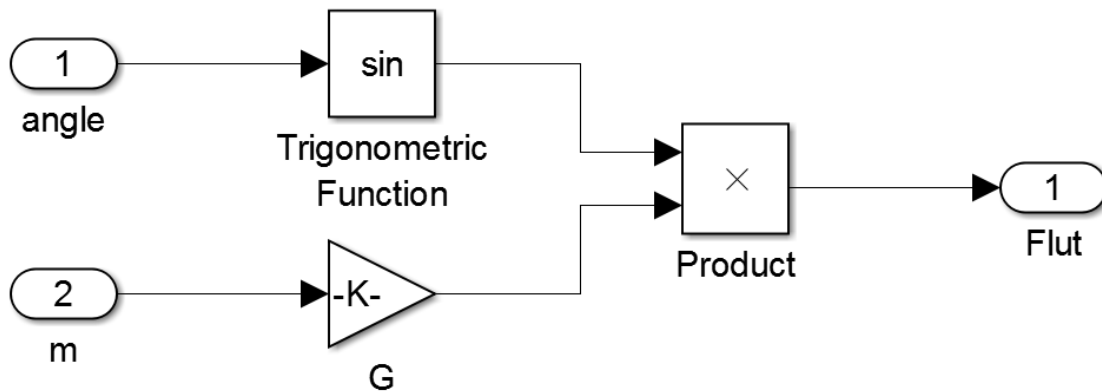 1
angle
sin
Trigonometric
Function
×
Product
1
Flut
2
m
-K-
G